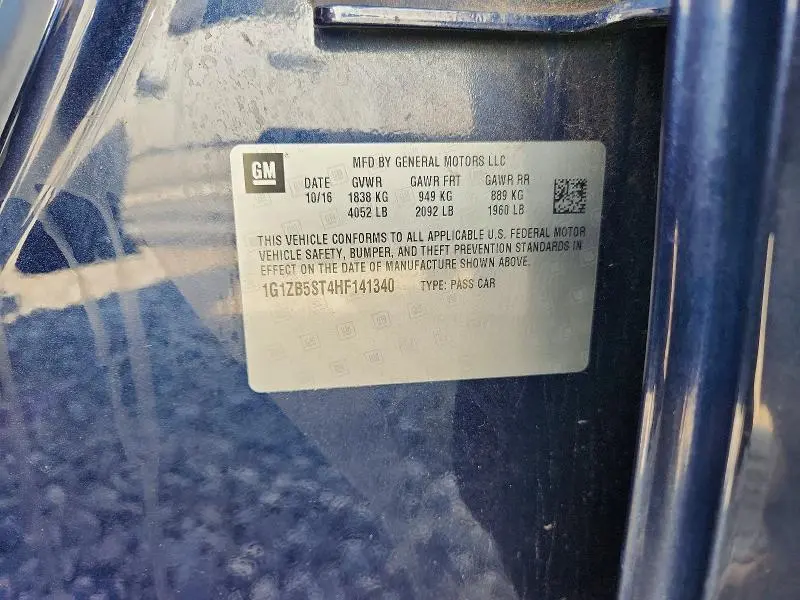 GM
MFD BY GENERAL MOTORS LLC
DATE GVWR GAWR FRT GAWR RR
10/16 1838 KG 949 KG 889 KG
4052 LB 2092 LB 1960 LB
THIS VEHICLE CONFORMS TO ALL APPLICABLE U.S. FEDERAL MOTOR
VEHICLE SAFETY, BUMPER, AND THEFT PREVENTION STANDARDS IN
EFFECT ON THE DATE OF MANUFACTURE SHOWN ABOVE.
1G1ZB5ST4HF141340 TYPE: PASS CAR